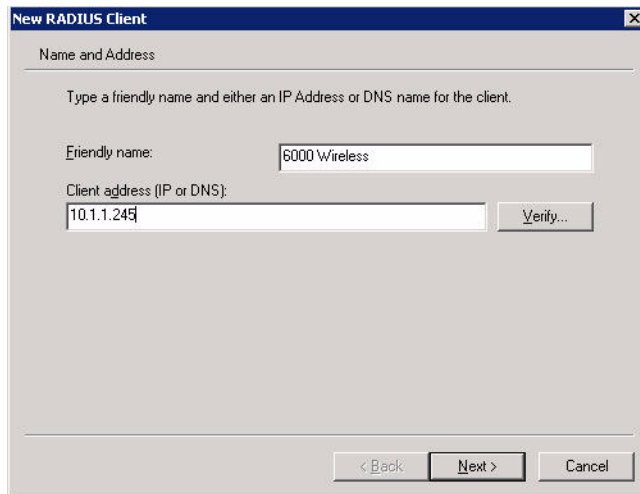 New RADIUS Client
Name and Address
Type a friendly name and either an IP Address or DNS name for the client.
Friendly name:
6000 Wireless
Client address (IP or DNS):
10.1.1.245
Verify...
< Back
Next >
Cancel